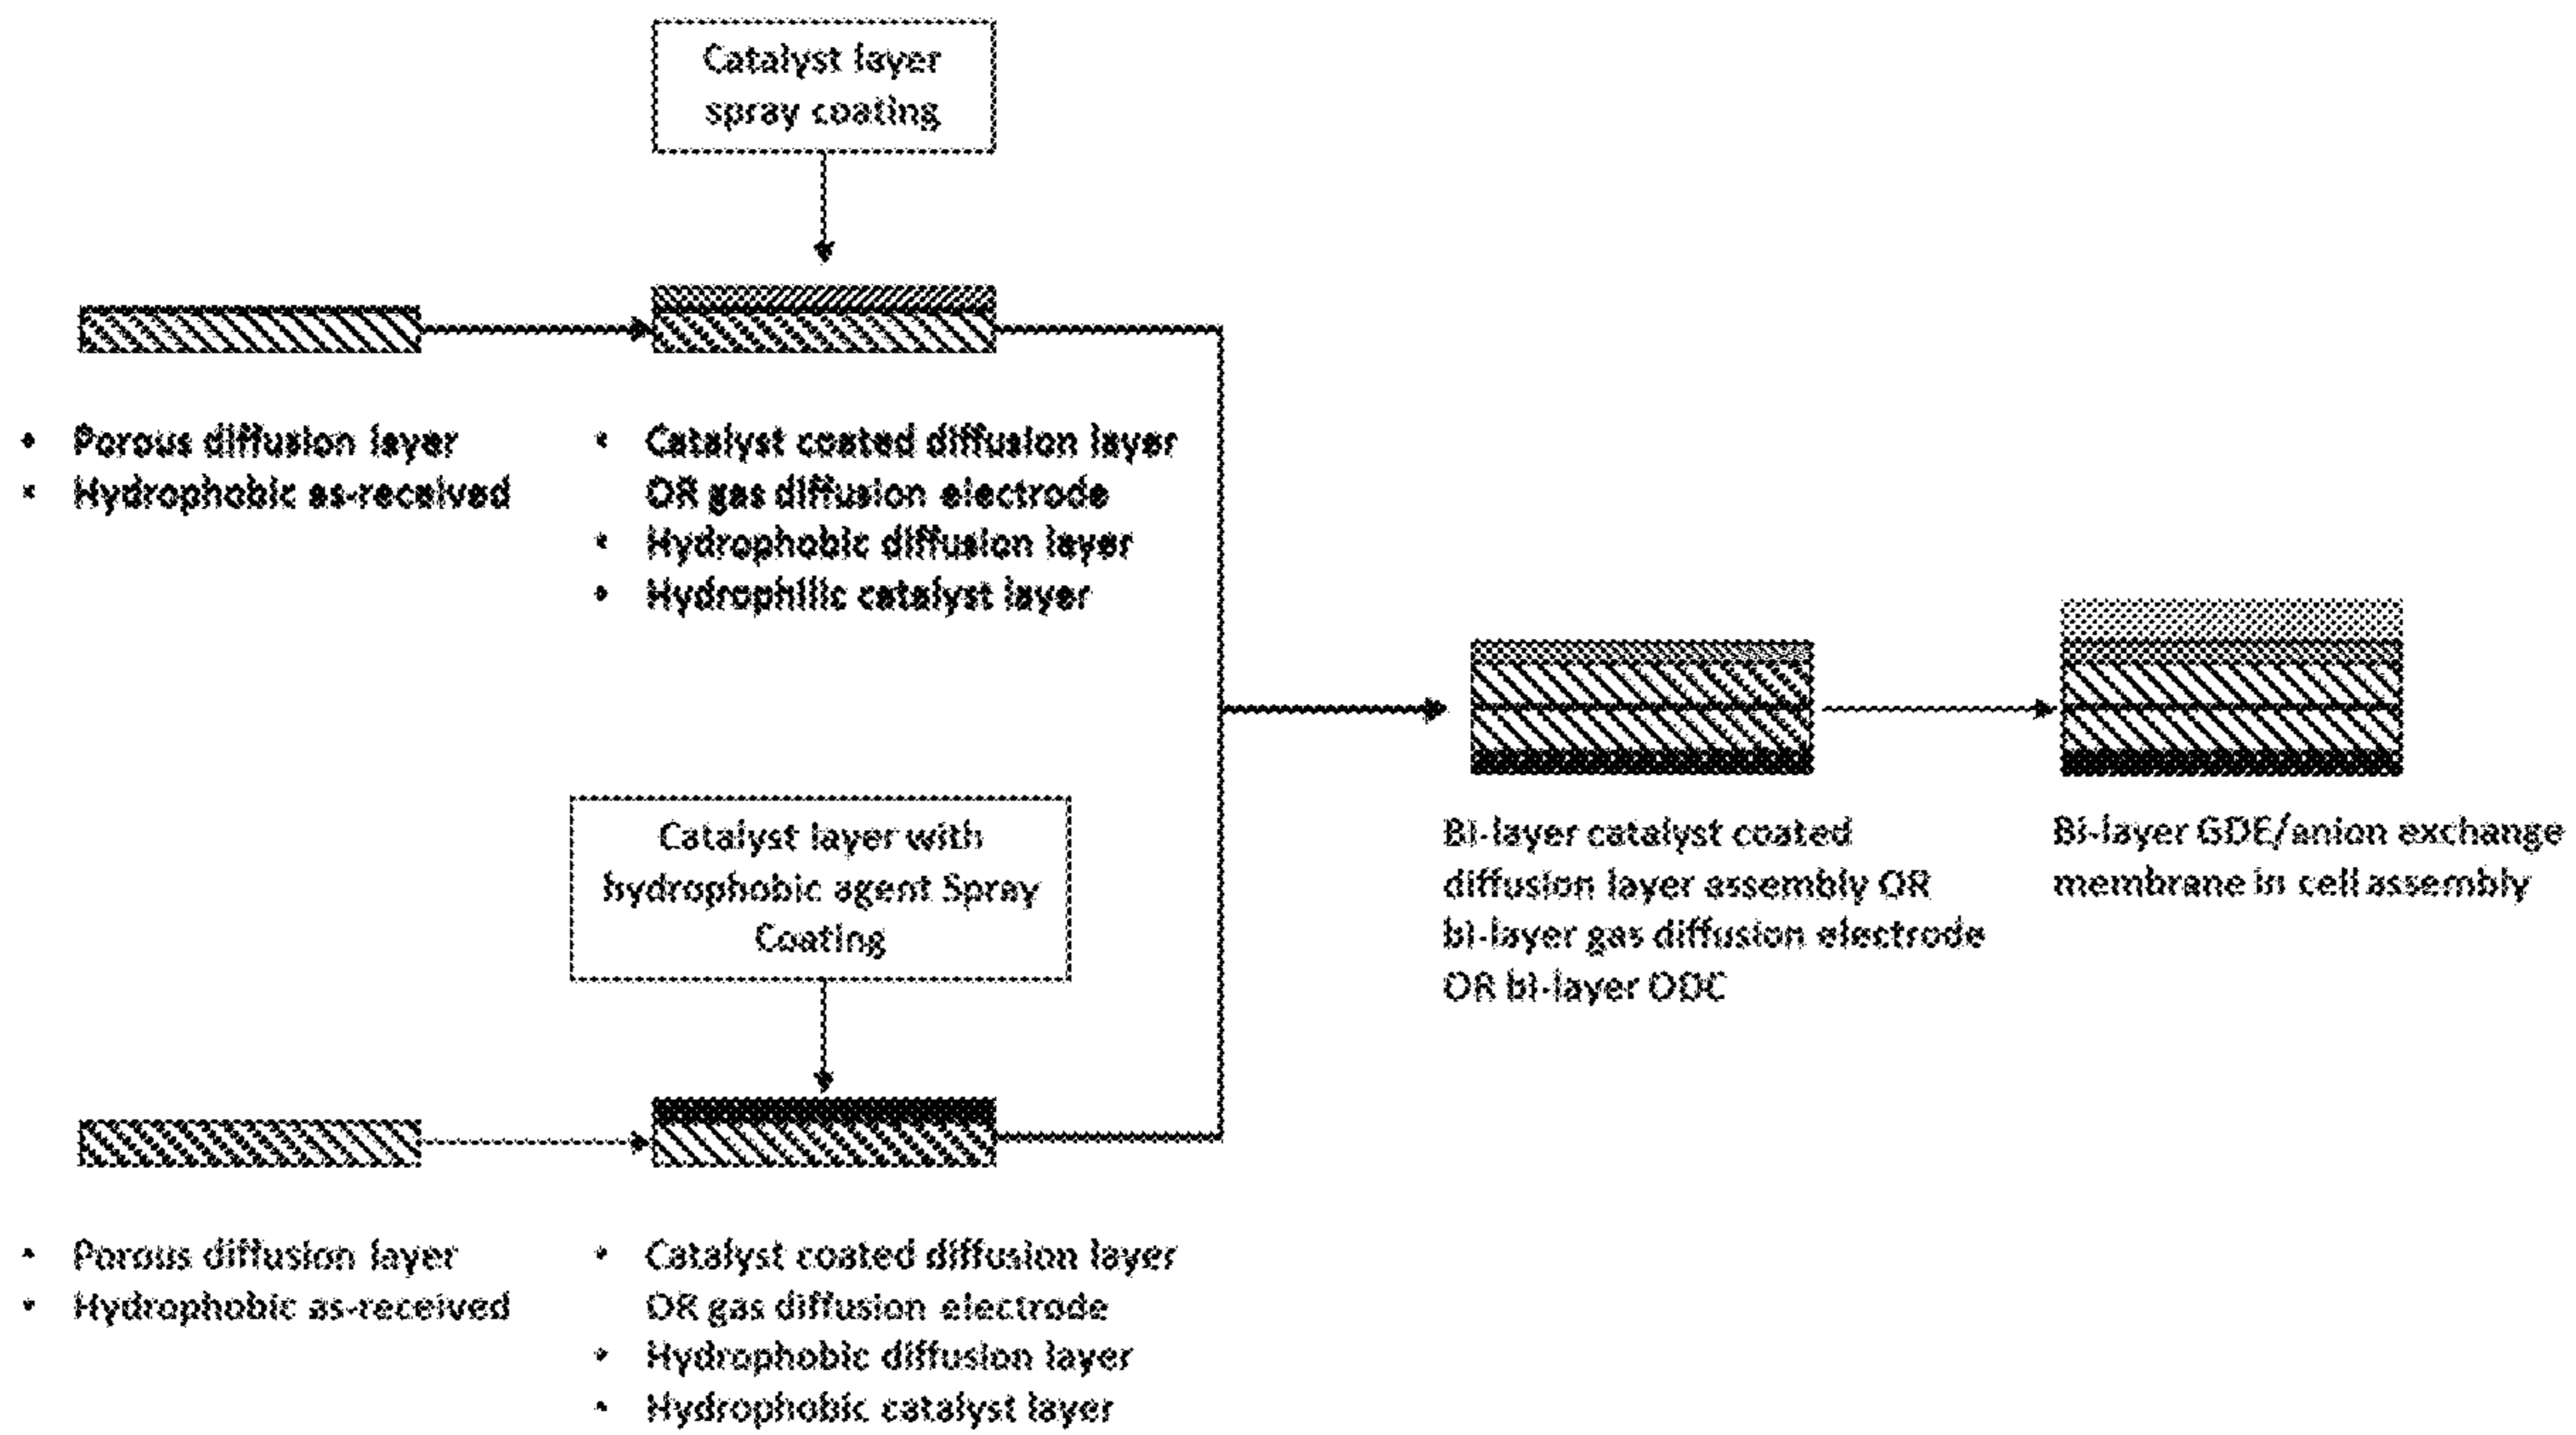 Catalyst layer
spray coating
• Porous diffusion layer
• Hydrophobic as-received
• Catalyst coated diffusion layer
OR gas diffusion electrode
• Hydrophobic diffusion layer
• Hydrophilic catalyst layer
Catalyst layer with
hydrophobic agent Spray
Coating
Bi-layer catalyst coated
diffusion layer assembly OR
bi-layer gas diffusion electrode
OR bi-layer ODC
Bi-layer GDE/anion exchange
membrane in cell assembly
• Porous diffusion layer
• Hydrophobic as-received
• Catalyst coated diffusion layer
OR gas diffusion electrode
• Hydrophobic diffusion layer
• Hydrophobic catalyst layer